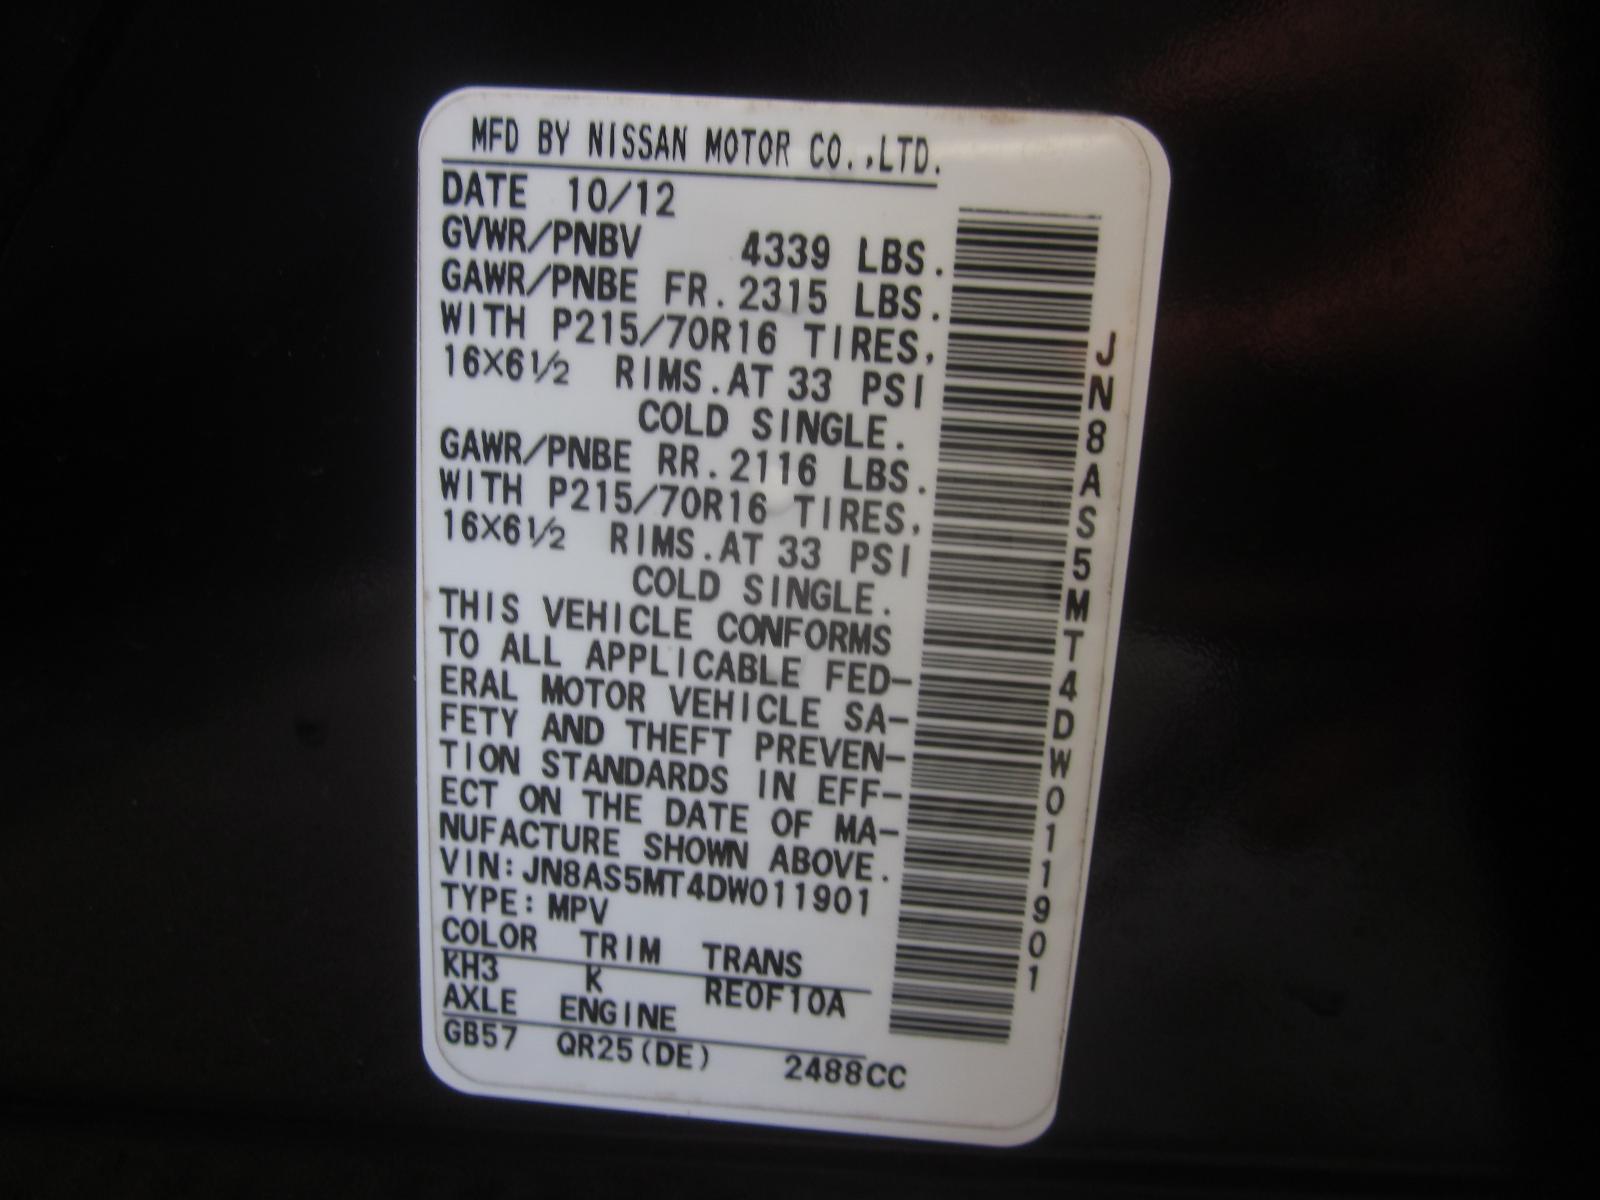 MFD BY NISSAN MOTOR CO.,LTD.
DATE 10/12
GVWR/PNBV 4339 LBS.
GAWR/PNBE FR. 2315 LBS.
WITH P215/70R16 TIRES,
16X6½ RIMS. AT 33 PSI
COLD SINGLE.
GAWR/PNBE RR. 2116 LBS.
WITH P215/70R16 TIRES,
16X6½ RIMS. AT 33 PSI
COLD SINGLE.
THIS VEHICLE CONFORMS
TO ALL APPLICABLE FED-
ERAL MOTOR VEHICLE SA-
FETY AND THEFT PREVEN-
TION STANDARDS IN EFF-
ECT ON THE DATE OF MA-
NUFACTURE SHOWN ABOVE.
VIN: JN8AS5MT4DW011901
TYPE: MPV
COLOR TRIM TRANS
KH3 K RE0F10A
AXLE ENGINE
GB57 QR25(DE) 2488CC
JN8AS5MT4DW011901